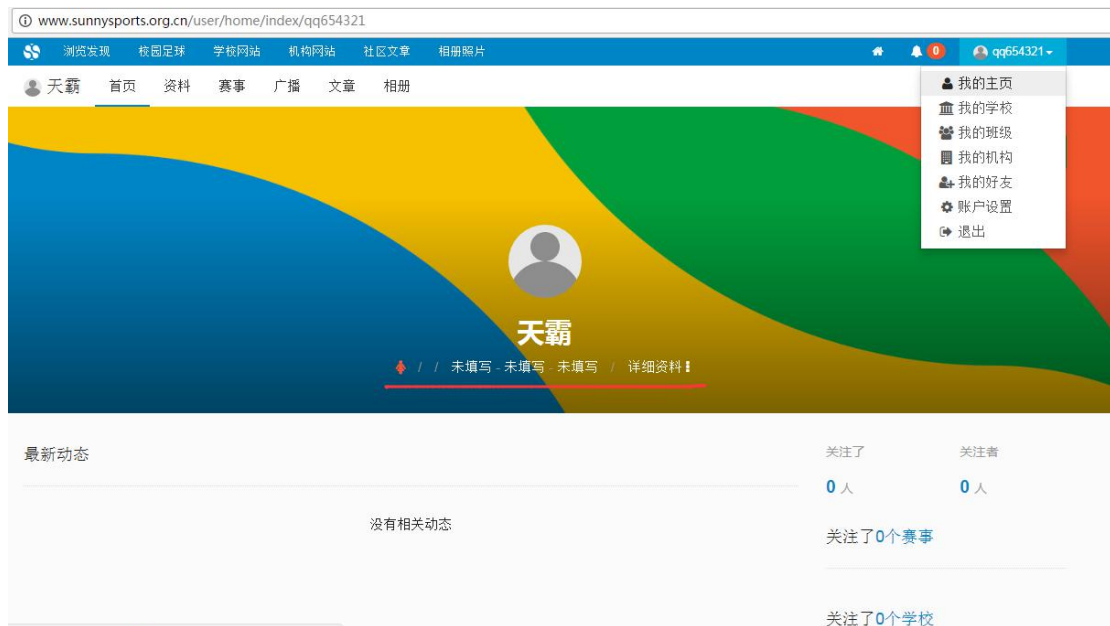 www.sunnysports.org.cn/user/home/index/qq654321
浏览发现 校园足球 学校网站 机构网站 社区文章 相册照片 0 qq654321
天霸 首页 资料 赛事 广播 文章 相册
我的主页
我的学校
我的班级
我的机构
我的好友
账户设置
退出
天霸
/ / 未填写 - 未填写 - 未填写 / 详细资料
最新动态
没有相关动态
关注了 关注者
0 人 0 人
关注了0个赛事
关注了0个学校